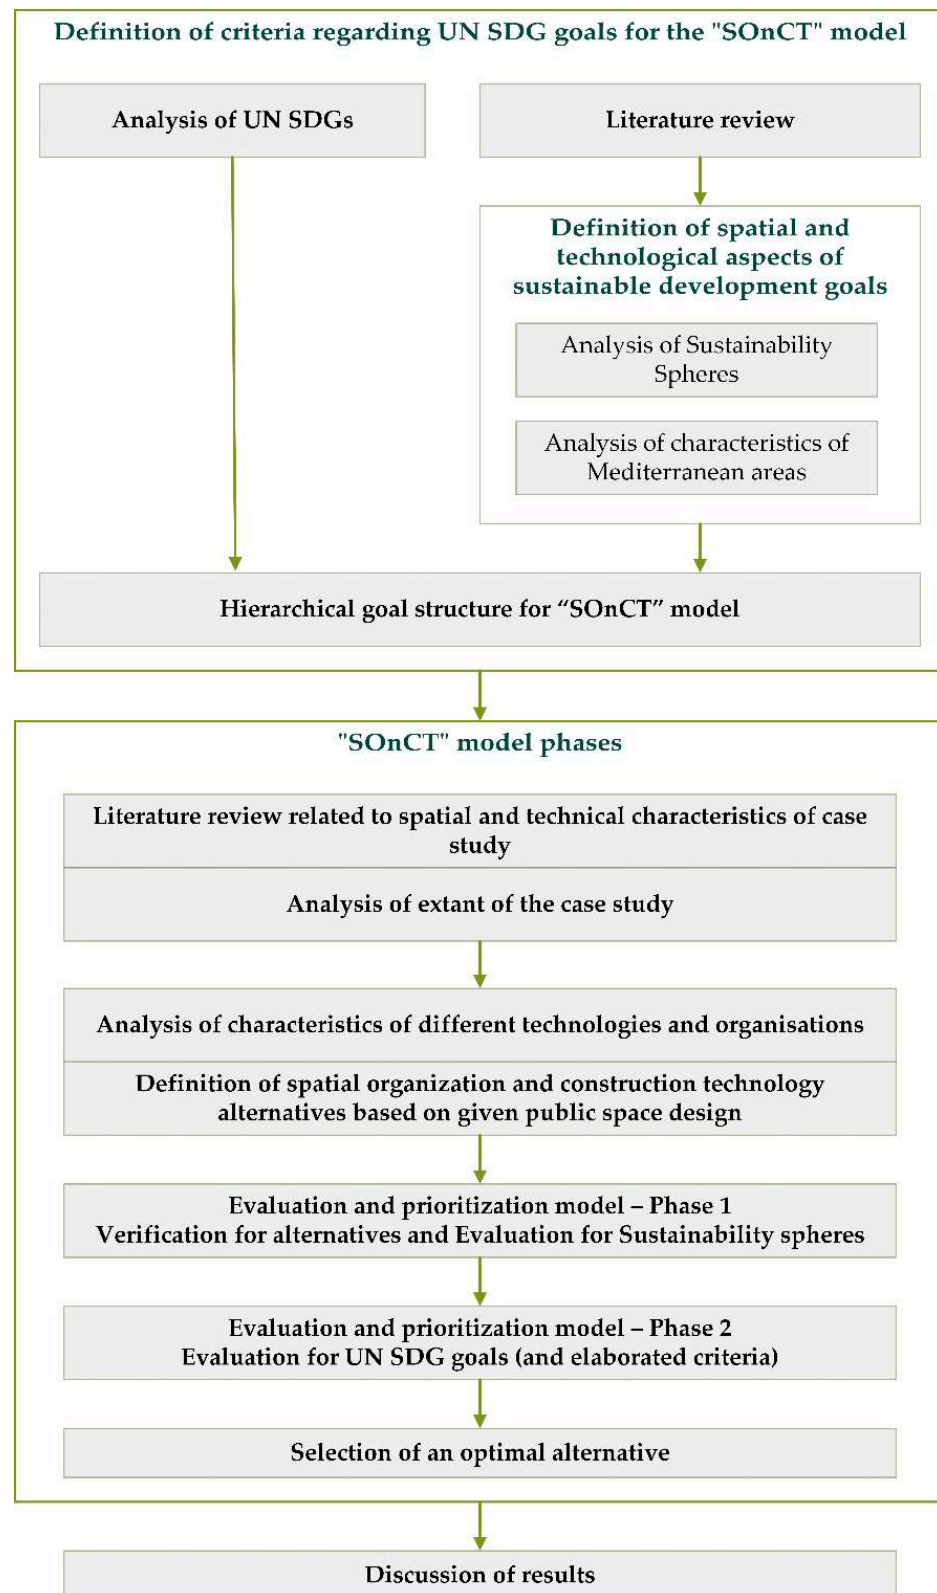 Definition of criteria regarding UN SDG goals for the "SOnCT" model
Analysis of UN SDGs
Literature review
Definition of spatial and
technological aspects of
sustainable development goals
Analysis of Sustainability
Spheres
Analysis of characteristics of
Mediterranean areas
Hierarchical goal structure for “SOnCT” model
"SOnCT" model phases
Literature review related to spatial and technical characteristics of case
study
Analysis of extant of the case study
Analysis of characteristics of different technologies and organisations
Definition of spatial organization and construction technology
alternatives based on given public space design
Evaluation and prioritization model – Phase 1
Verification for alternatives and Evaluation for Sustainability spheres
Evaluation and prioritization model – Phase 2
Evaluation for UN SDG goals (and elaborated criteria)
Selection of an optimal alternative
Discussion of results